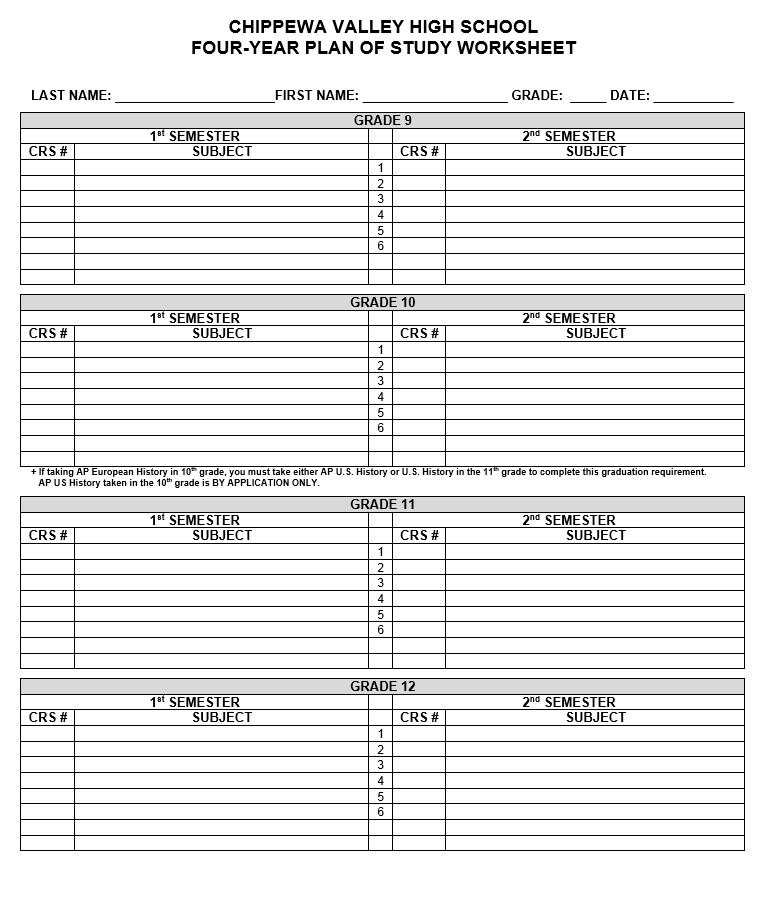 CHIPPEWA VALLEY HIGH SCHOOL
FOUR-YEAR PLAN OF STUDY WORKSHEET
LAST NAME: ____________________FIRST NAME: __________________ GRADE: ____ DATE: __________
GRADE 9
1st SEMESTER 2nd SEMESTER
CRS # SUBJECT CRS # SUBJECT
1
2
3
4
5
6
GRADE 10
1st SEMESTER 2nd SEMESTER
CRS # SUBJECT CRS # SUBJECT
1
2
3
4
5
6
+ If taking AP European History in 10th grade, you must take either AP U.S. History or U.S. History in the 11th grade to complete this graduation requirement.
AP US History taken in the 10th grade is BY APPLICATION ONLY.
GRADE 11
1st SEMESTER 2nd SEMESTER
CRS # SUBJECT CRS # SUBJECT
1
2
3
4
5
6
GRADE 12
1st SEMESTER 2nd SEMESTER
CRS # SUBJECT CRS # SUBJECT
1
2
3
4
5
6